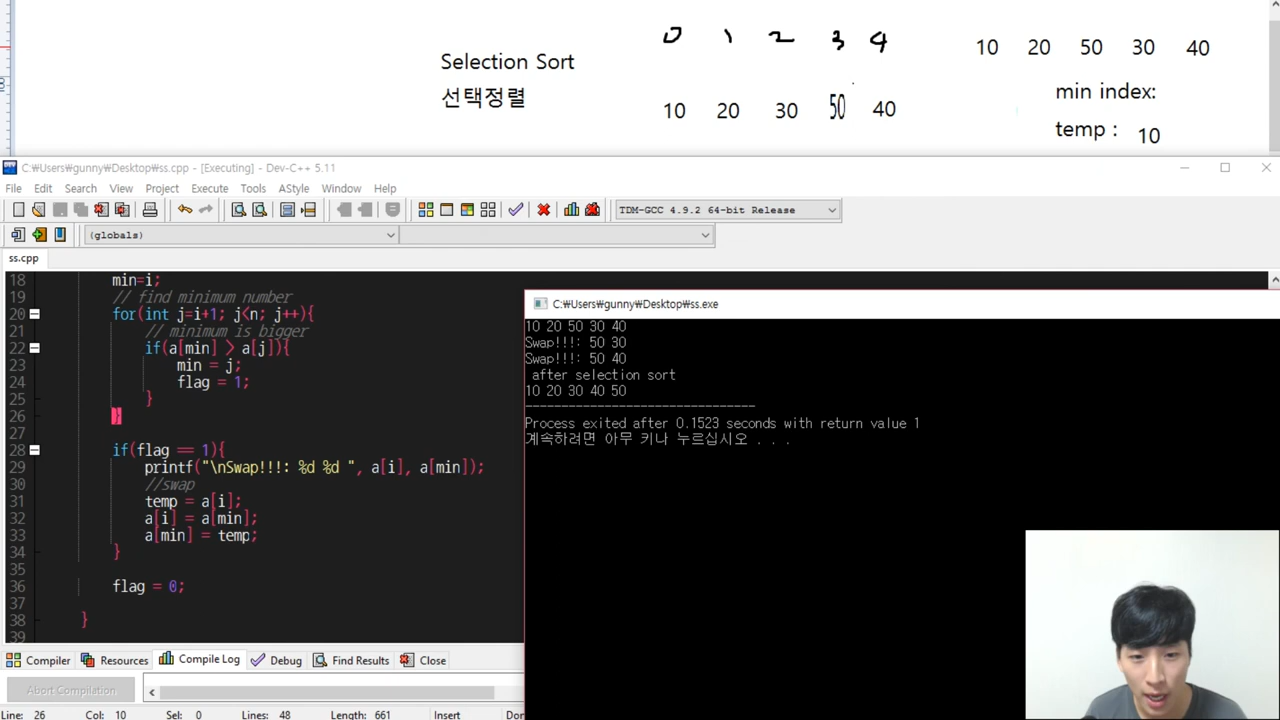 0 1 2 3 4
10 20 50 30 40
Selection Sort
선택정렬
10 20 30 50 40
min index:
temp : 10
C:₩Users₩gunny₩Desktop₩ss.cpp - [Executing] - Dev-C++ 5.11
File Edit Search View Project Execute Tools AStyle Window Help
TDM-GCC 4.9.2 64-bit Release
(globals)
ss.cpp
18 min=i;
19 // find minimum number
20 for(int j=i+1; j<n; j++){
21 // minimum is bigger
22 if(a[min] > a[j]){
23 min = j;
24 flag = 1;
25 }
26 }
27
28 if(flag == 1){
29 printf("\nSwap!!!: %d %d ", a[i], a[min]);
30 //swap
31 temp = a[i];
32 a[i] = a[min];
33 a[min] = temp;
34 }
35
36 flag = 0;
37
38 }
39
C:₩Users₩gunny₩Desktop₩ss.exe
10 20 50 30 40
Swap!!!: 50 30
Swap!!!: 50 40
after selection sort
10 20 30 40 50
--------------------------------
Process exited after 0.1523 seconds with return value 1
계속하려면 아무 키나 누르십시오 . . .
Compiler Resources Compile Log Debug Find Results Close
Abort Compilation
Line: 26 Col: 10 Sel: 0 Lines: 48 Length: 661 Insert